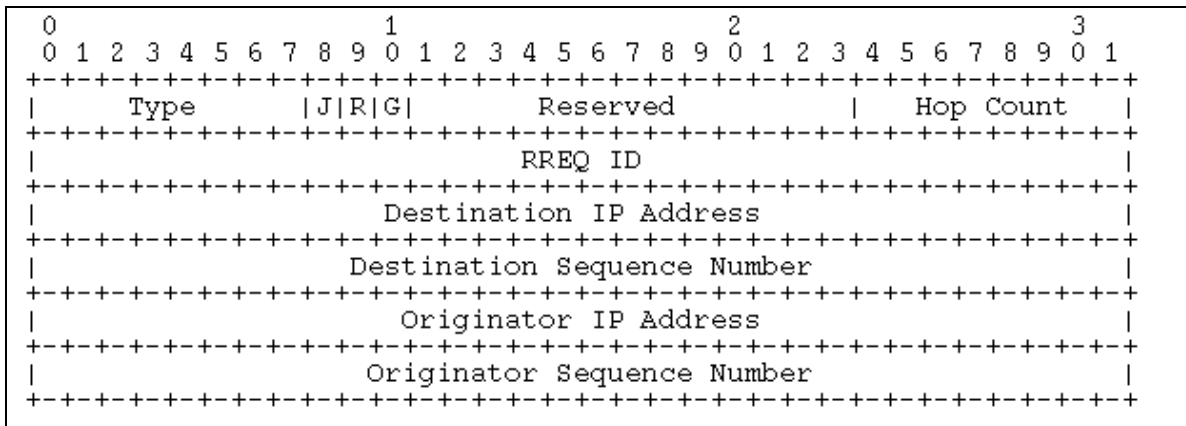 0                   1                   2                   3
0 1 2 3 4 5 6 7 8 9 0 1 2 3 4 5 6 7 8 9 0 1 2 3 4 5 6 7 8 9 0 1
+-+-+-+-+-+-+-+-+-+-+-+-+-+-+-+-+-+-+-+-+-+-+-+-+-+-+-+-+-+-+-+-+
|     Type      |J|R|G|       Reserved          |   Hop Count   |
+-+-+-+-+-+-+-+-+-+-+-+-+-+-+-+-+-+-+-+-+-+-+-+-+-+-+-+-+-+-+-+-+
|                            RREQ ID                            |
+-+-+-+-+-+-+-+-+-+-+-+-+-+-+-+-+-+-+-+-+-+-+-+-+-+-+-+-+-+-+-+-+
|                    Destination IP Address                     |
+-+-+-+-+-+-+-+-+-+-+-+-+-+-+-+-+-+-+-+-+-+-+-+-+-+-+-+-+-+-+-+-+
|                  Destination Sequence Number                  |
+-+-+-+-+-+-+-+-+-+-+-+-+-+-+-+-+-+-+-+-+-+-+-+-+-+-+-+-+-+-+-+-+
|                     Originator IP Address                     |
+-+-+-+-+-+-+-+-+-+-+-+-+-+-+-+-+-+-+-+-+-+-+-+-+-+-+-+-+-+-+-+-+
|                   Originator Sequence Number                  |
+-+-+-+-+-+-+-+-+-+-+-+-+-+-+-+-+-+-+-+-+-+-+-+-+-+-+-+-+-+-+-+-+